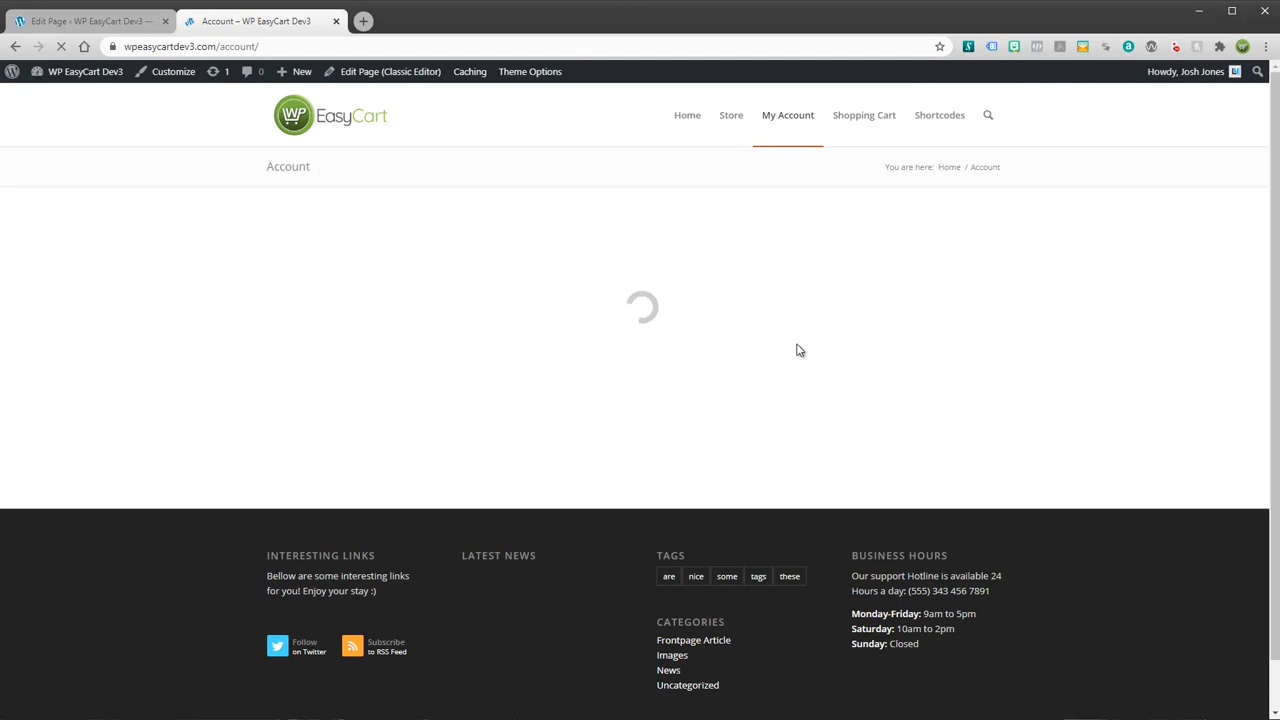 Edit Page ‹ WP EasyCart Dev3 —
Account – WP EasyCart Dev3
wpeasycartdev3.com/account/
WP EasyCart Dev3
Customize
1
0
New
Edit Page (Classic Editor)
Caching
Theme Options
Howdy, Josh Jones
WP EasyCart
Home
Store
My Account
Shopping Cart
Shortcodes
Account
You are here: Home / Account
INTERESTING LINKS
Bellow are some interesting links
for you! Enjoy your stay :)
Follow
on Twitter
Subscribe
to RSS Feed
LATEST NEWS
TAGS
are nice some tags these
CATEGORIES
Frontpage Article
Images
News
Uncategorized
BUSINESS HOURS
Our support Hotline is available 24
Hours a day: (555) 343 456 7891
Monday-Friday: 9am to 5pm
Saturday: 10am to 2pm
Sunday: Closed